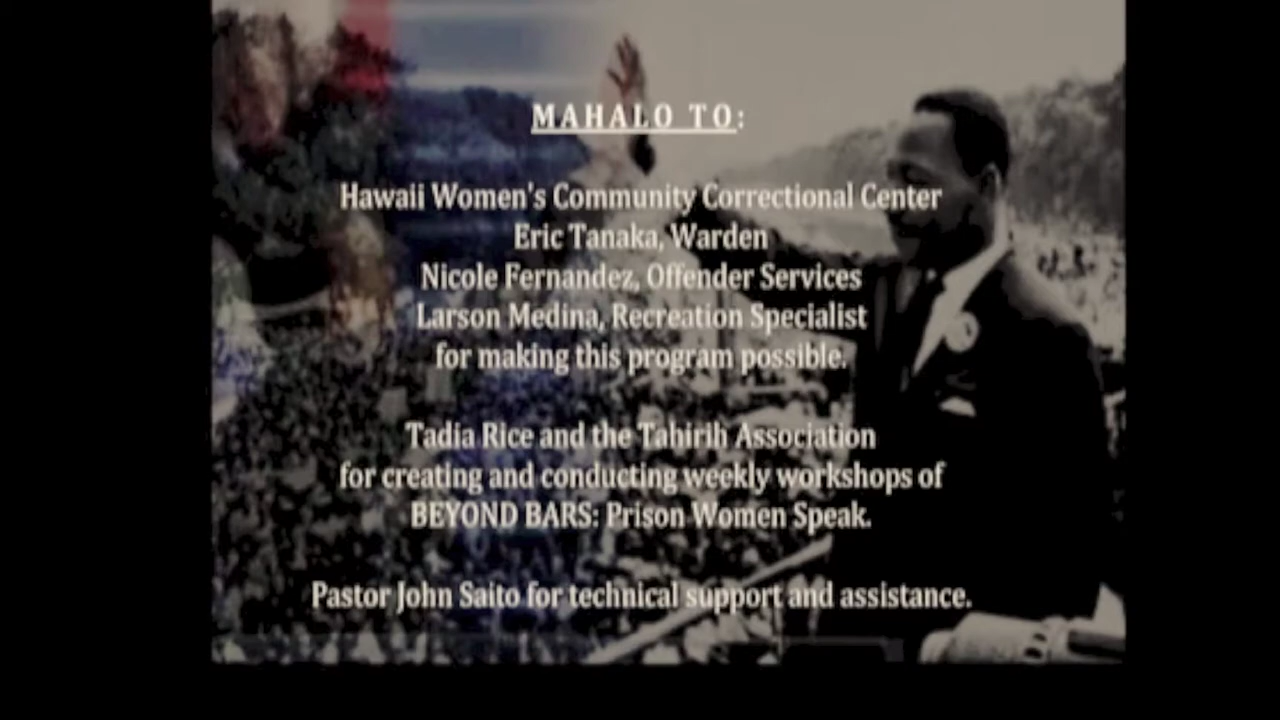 MAHALO TO:
Hawaii Women's Community Correctional Center
Eric Tanaka, Warden
Nicole Fernandez, Offender Services
Larson Medina, Recreation Specialist
for making this program possible.
Tadia Rice and the Tahirih Association
for creating and conducting weekly workshops of
BEYOND BARS: Prison Women Speak.
Pastor John Saito for technical support and assistance.